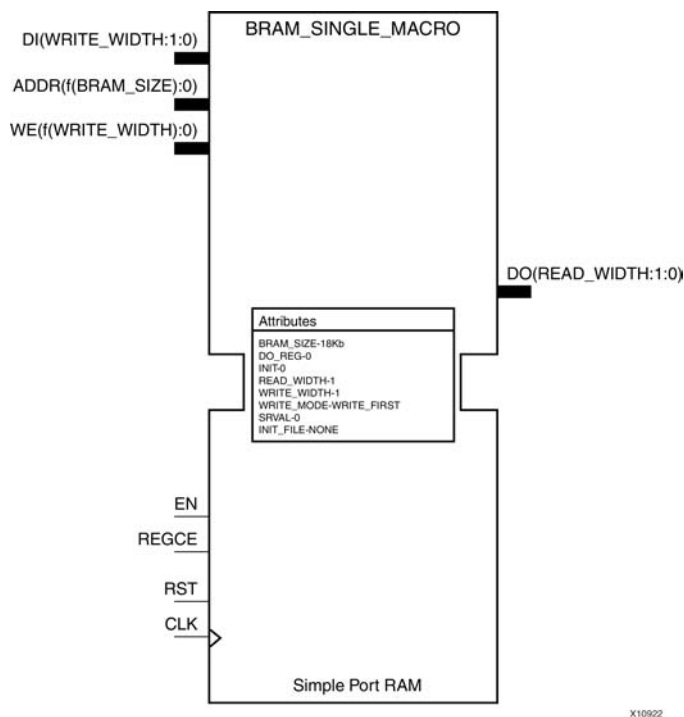 BRAM_SINGLE_MACRO
DI(WRITE_WIDTH:1:0)
ADDR(f(BRAM_SIZE):0)
WE(f(WRITE_WIDTH):0)
DO(READ_WIDTH:1:0)
Attributes
BRAM_SIZE-18Kb
DO_REG-0
INIT-0
READ_WIDTH-1
WRITE_WIDTH-1
WRITE_MODE-WRITE_FIRST
SRVAL-0
INIT_FILE-NONE
EN
REGCE
RST
CLK
Simple Port RAM
X10922